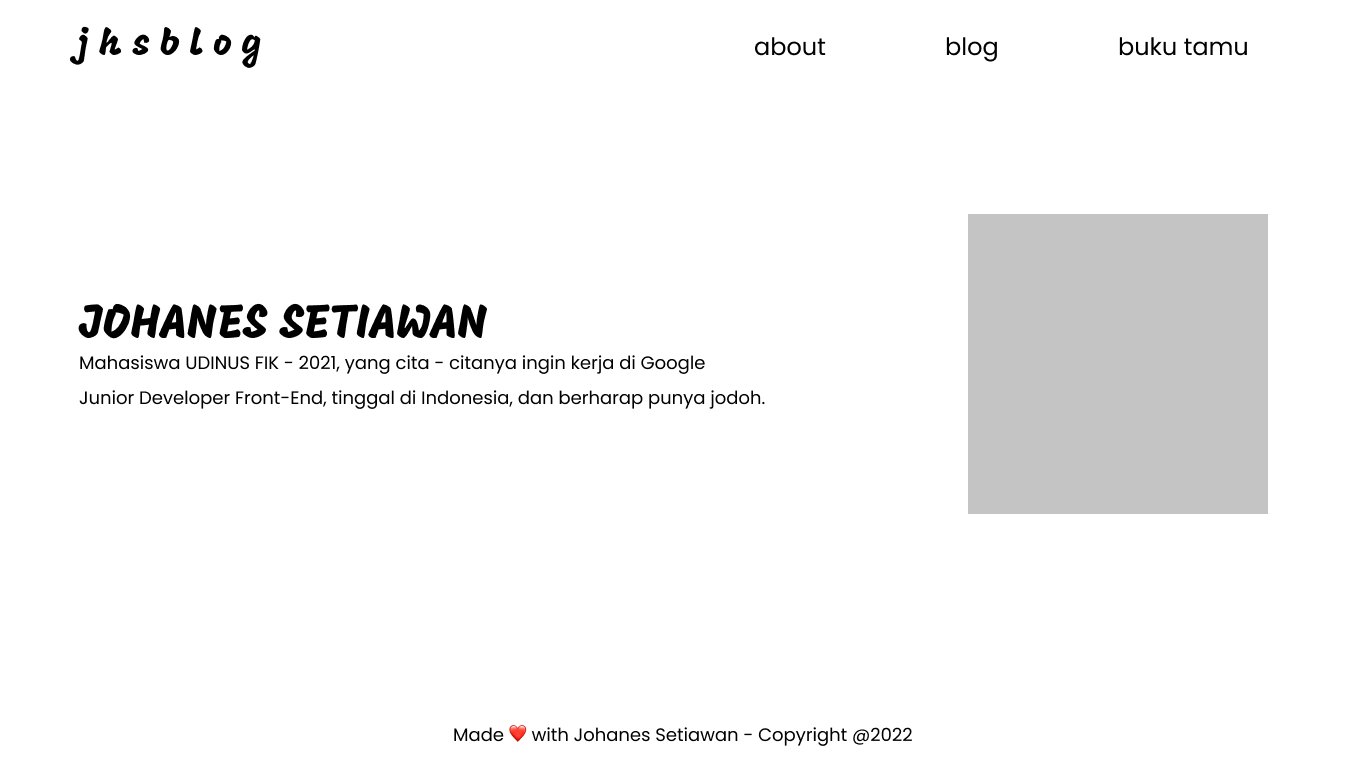 jhsblog
about
blog
buku tamu
JOHANES SETIAWAN
Mahasiswa UDINUS FIK - 2021, yang cita - citanya ingin kerja di Google
Junior Developer Front-End, tinggal di Indonesia, dan berharap punya jodoh.
Made ❤️ with Johanes Setiawan - Copyright @2022